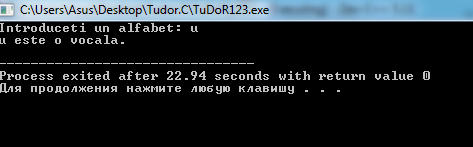 C:\Users\Asus\Desktop\Tudor.C\TuDoR123.exe
Introduceti un alfabet: u
u este o vocala.
--------------------------------
Process exited after 22.94 seconds with return value 0
Для продолжения нажмите любую клавишу . . .